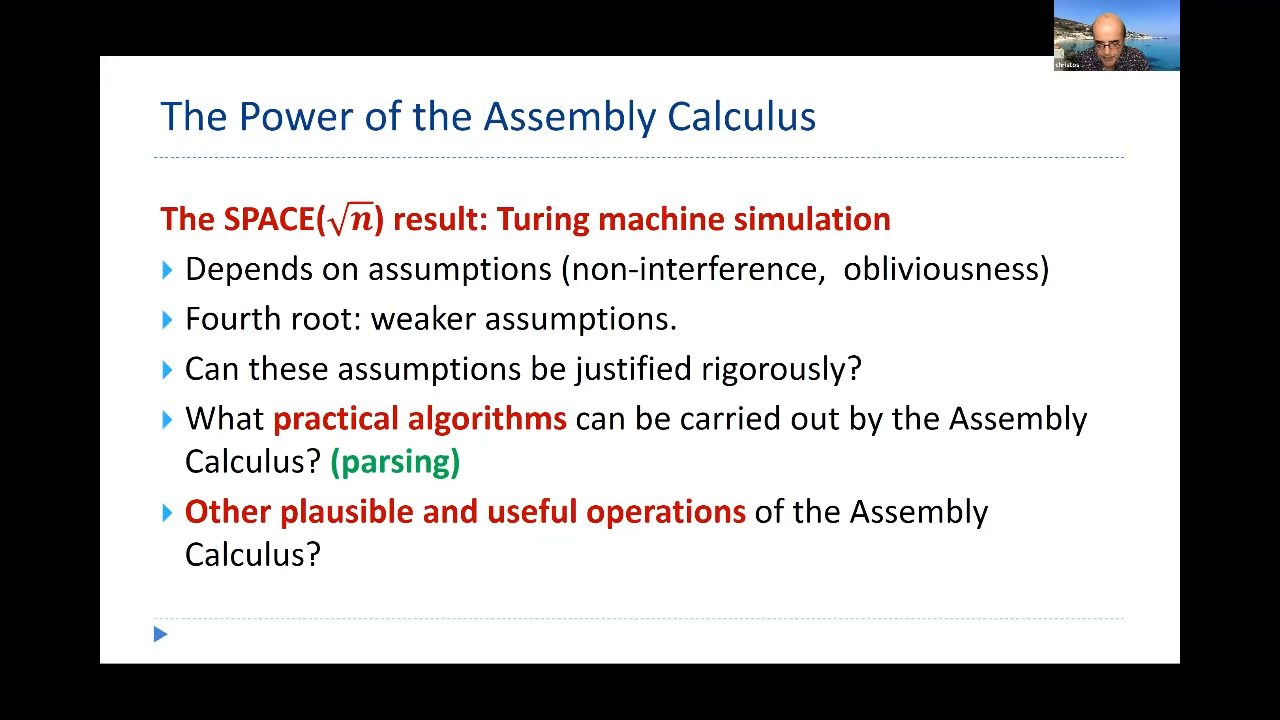 christos
The Power of the Assembly Calculus
The SPACE(√n) result: Turing machine simulation
Depends on assumptions (non-interference, obliviousness)
Fourth root: weaker assumptions.
Can these assumptions be justified rigorously?
What practical algorithms can be carried out by the Assembly
Calculus? (parsing)
Other plausible and useful operations of the Assembly
Calculus?